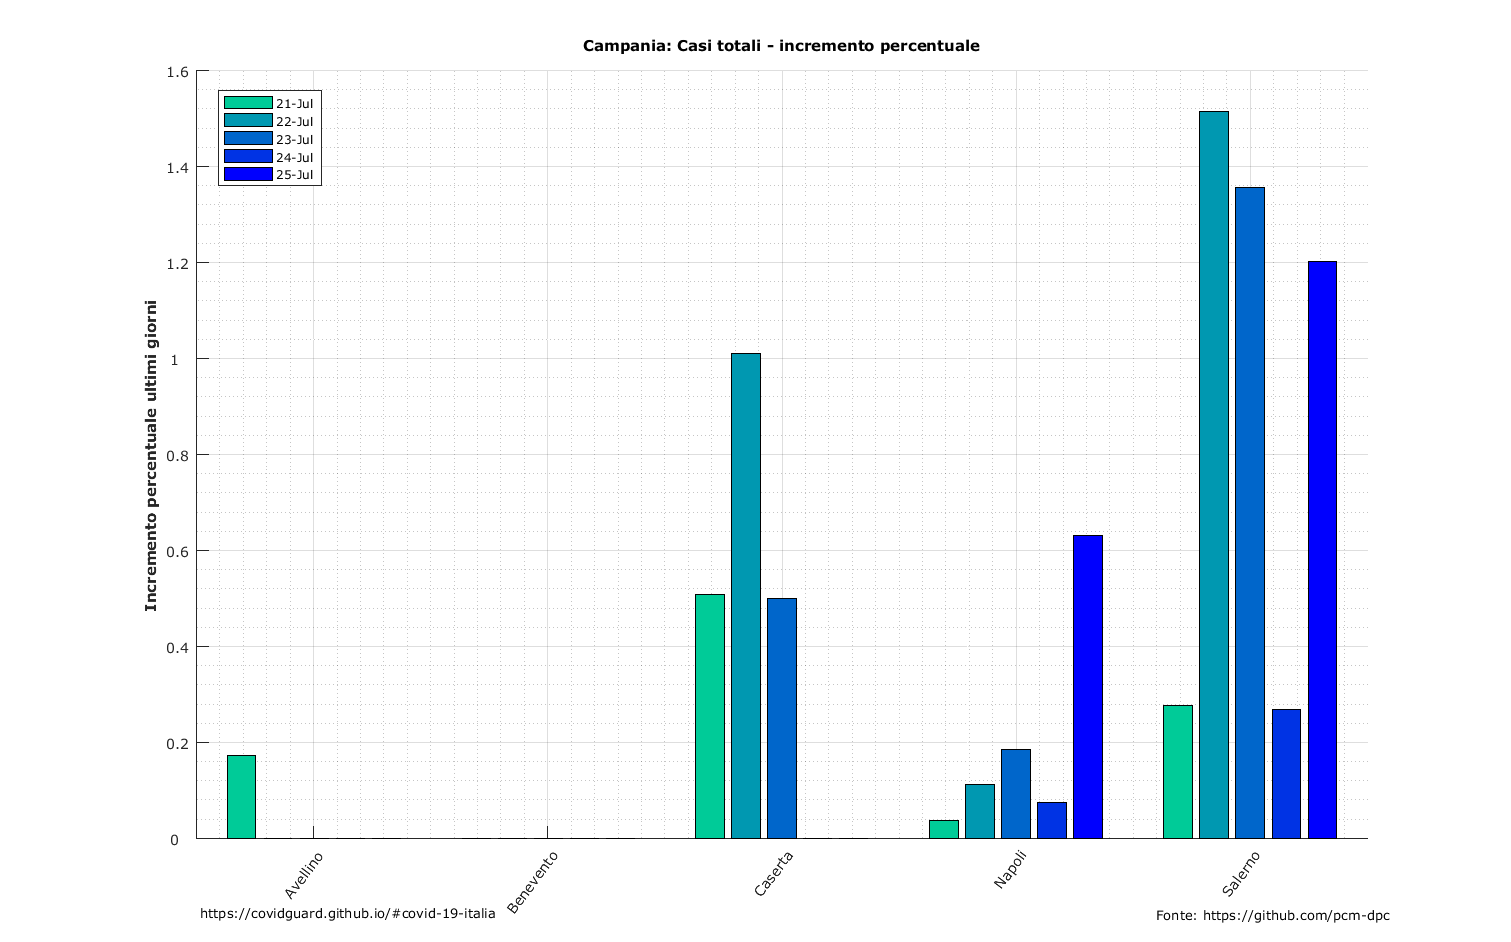 Campania: Casi totali - incremento percentuale
1.6
1.4
1.2
1
0.8
0.6
0.4
0.2
0
Incremento percentuale ultimi giorni
21-Jul
22-Jul
23-Jul
24-Jul
25-Jul
Avellino
Benevento
Caserta
Napoli
Salerno
https://covidguard.github.io/#covid-19-italia
Fonte: https://github.com/pcm-dpc